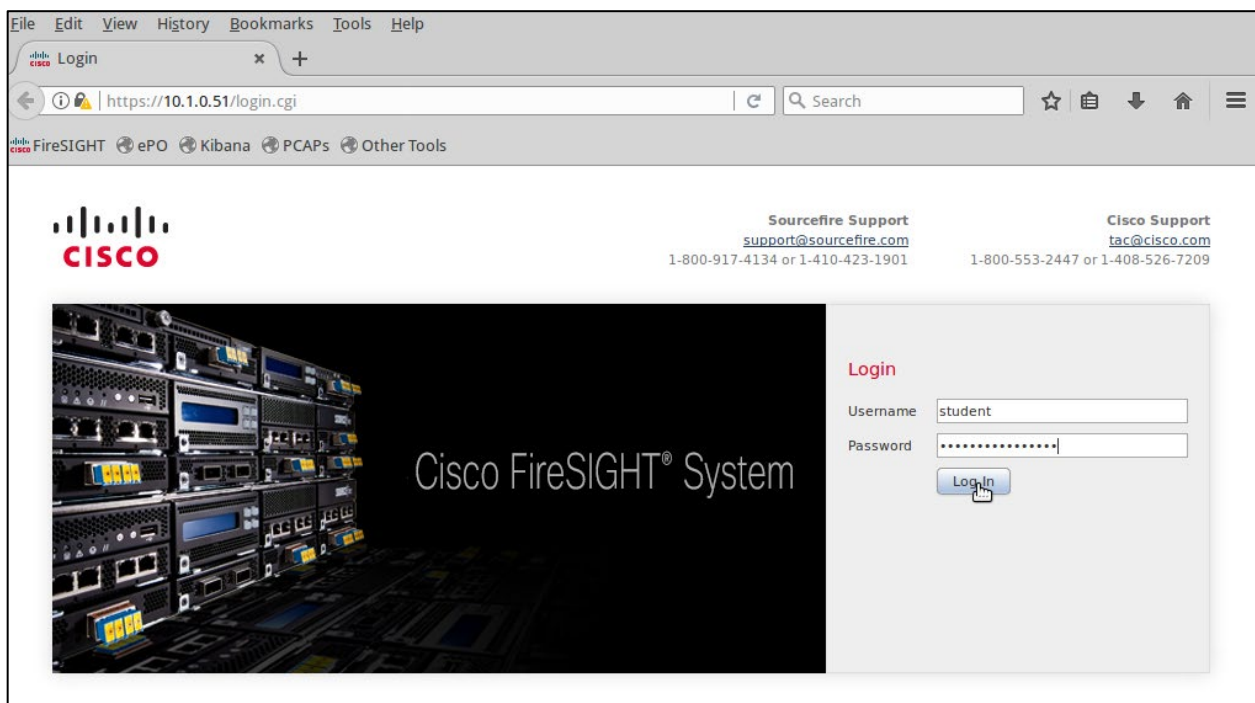 File Edit View History Bookmarks Tools Help
cisco Login × +
https://10.1.0.51/login.cgi Search
cisco FireSIGHT ePO Kibana PCAPs Other Tools
CISCO
Sourcefire Support
support@sourcefire.com
1-800-917-4134 or 1-410-423-1901
Cisco Support
tac@cisco.com
1-800-553-2447 or 1-408-526-7209
Cisco FireSIGHT® System
Login
Username student
Password ••••••••••••••••
Log In